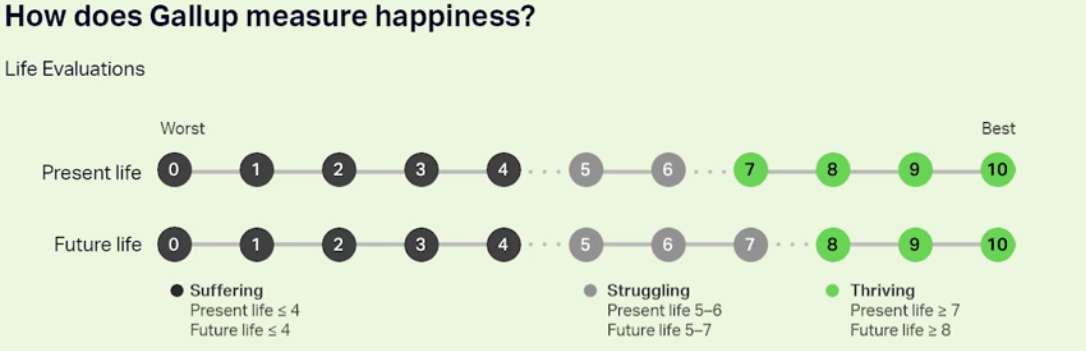 How does Gallup measure happiness?
Life Evaluations
Worst Best
Present life 0 1 2 3 4 5 6 7 8 9 10
Future life 0 1 2 3 4 5 6 7 8 9 10
Suffering
Present life ≤ 4
Future life ≤ 4
Struggling
Present life 5–6
Future life 5–7
Thriving
Present life ≥ 7
Future life ≥ 8